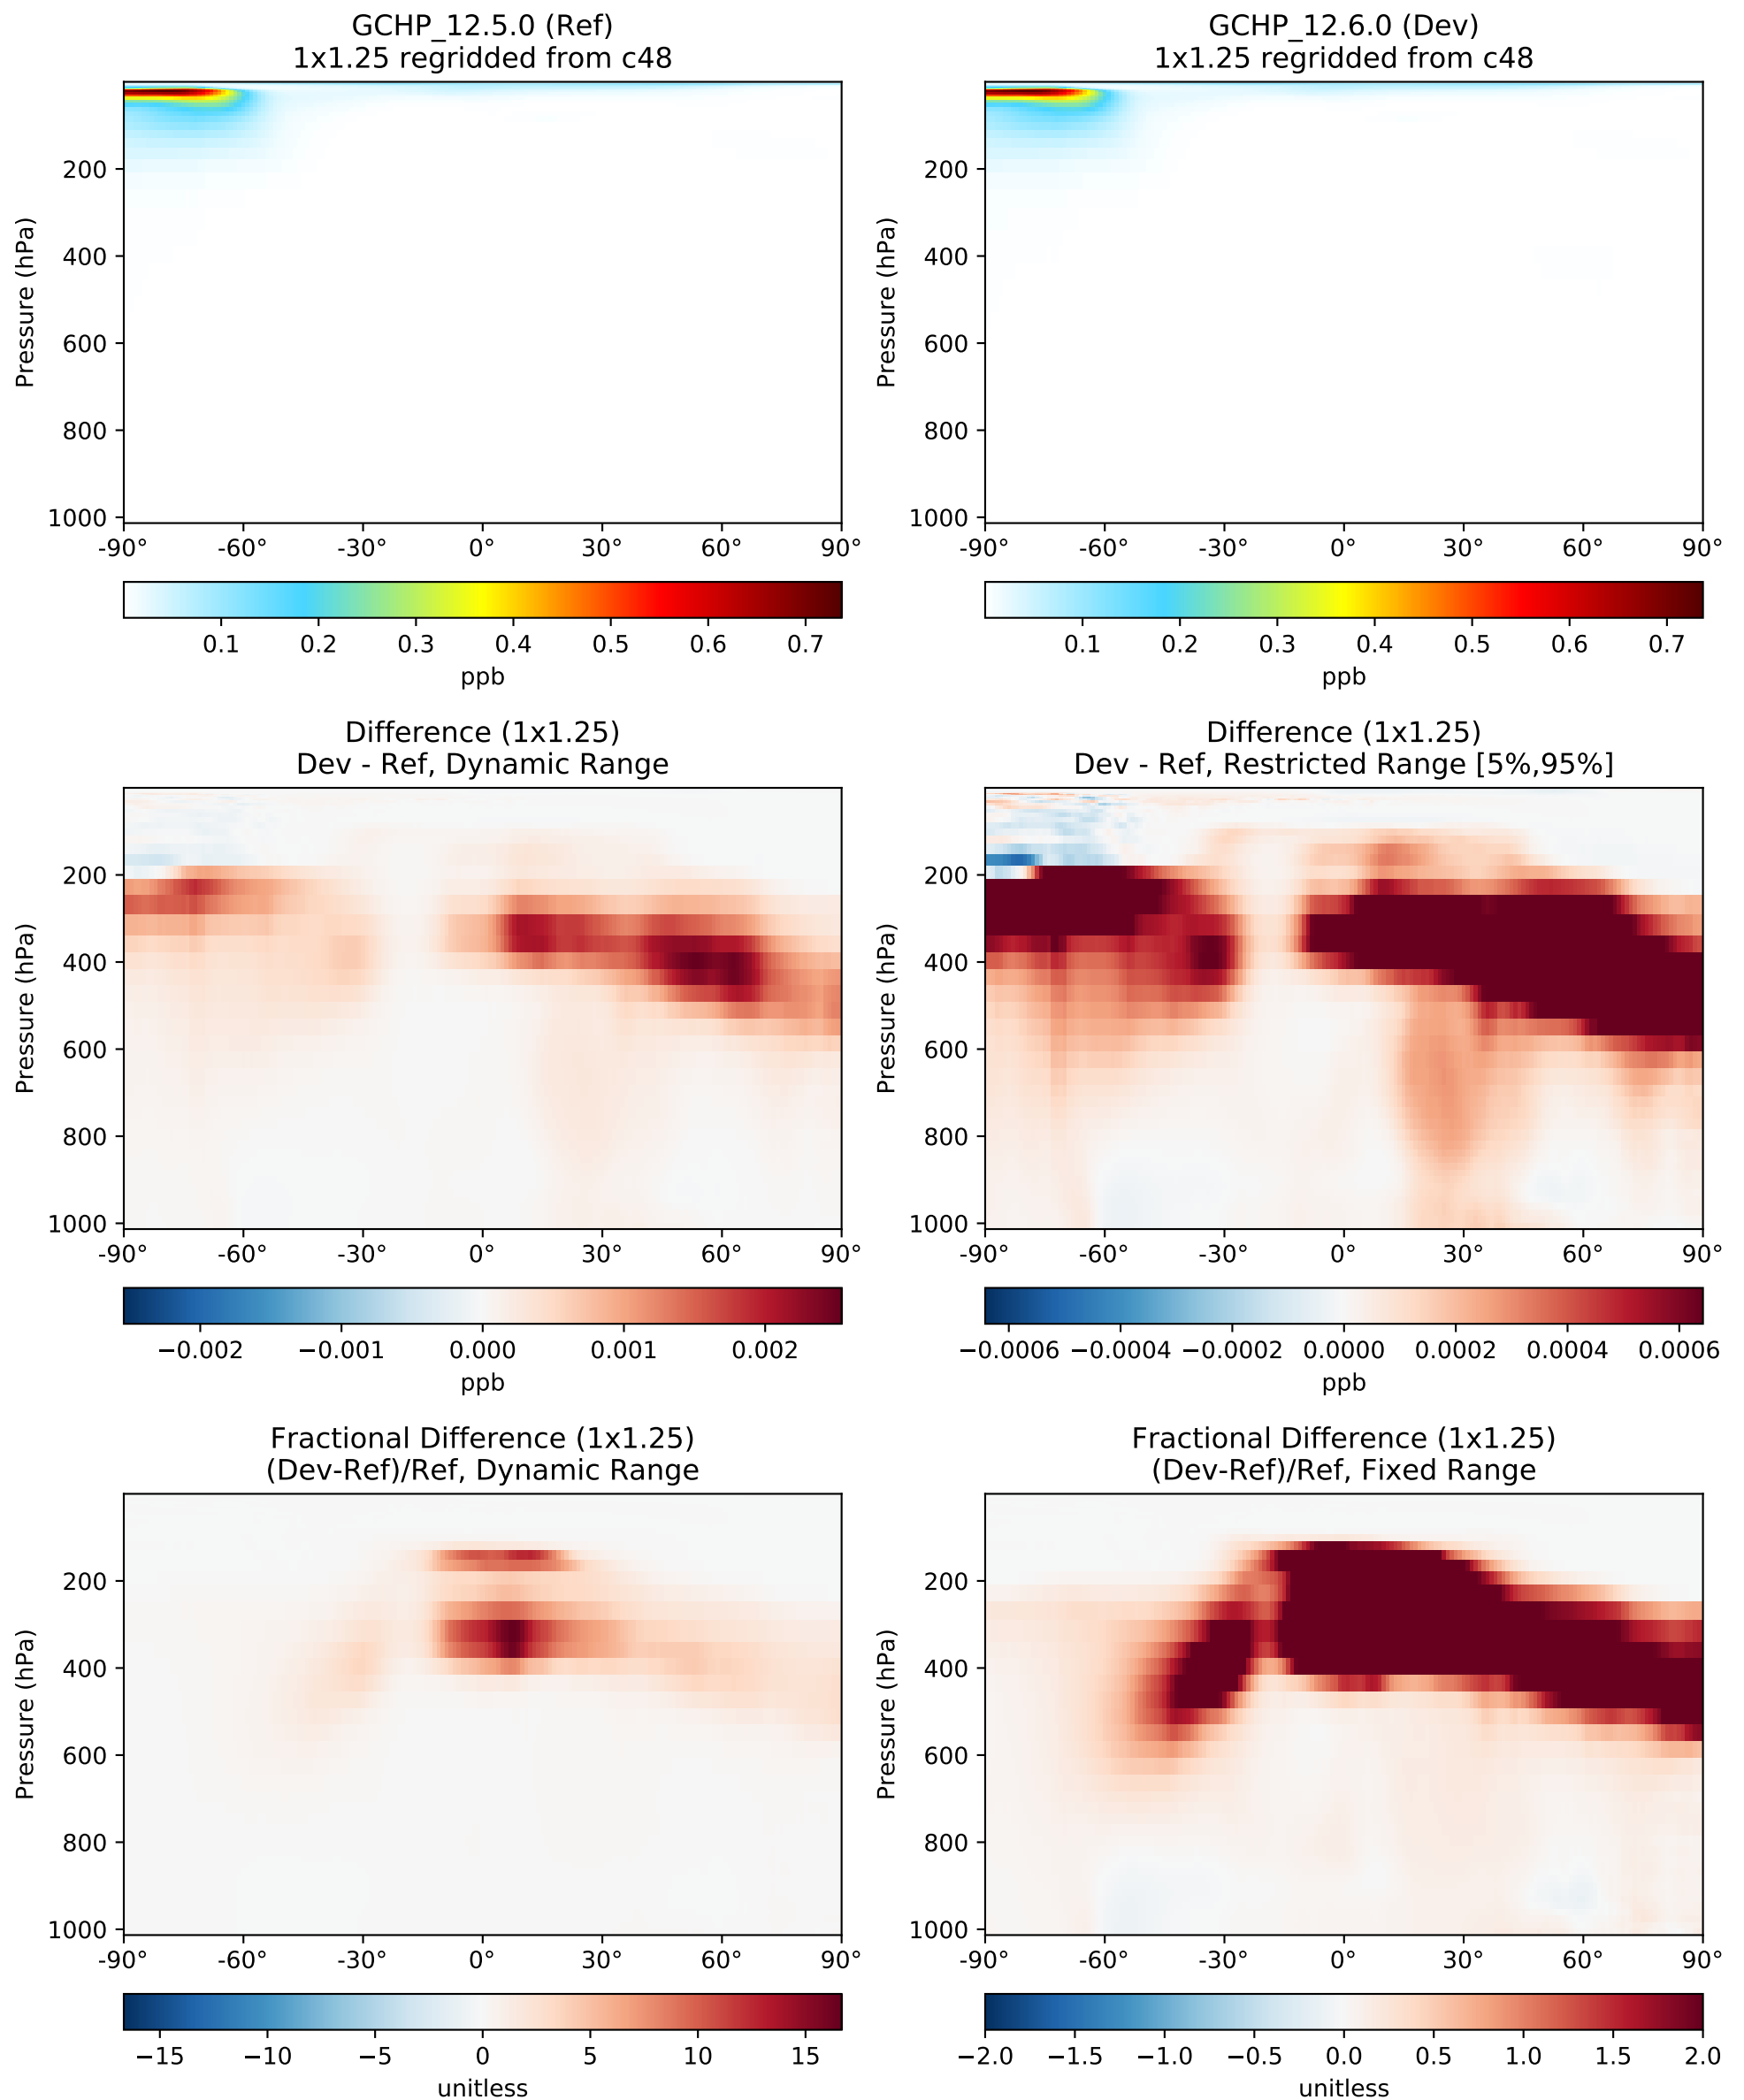 GCHP_12.5.0 (Ref)
1x1.25 regridded from c48
Pressure (hPa)
200
400
600
800
1000
-90° -60° -30° 0° 30° 60° 90°
0.1 0.2 0.3 0.4 0.5 0.6 0.7
ppb
GCHP_12.6.0 (Dev)
1x1.25 regridded from c48
Pressure (hPa)
200
400
600
800
1000
-90° -60° -30° 0° 30° 60° 90°
0.1 0.2 0.3 0.4 0.5 0.6 0.7
ppb
Difference (1x1.25)
Dev - Ref, Dynamic Range
Pressure (hPa)
200
400
600
800
1000
-90° -60° -30° 0° 30° 60° 90°
−0.002 −0.001 0.000 0.001 0.002
ppb
Difference (1x1.25)
Dev - Ref, Restricted Range [5%,95%]
Pressure (hPa)
200
400
600
800
1000
-90° -60° -30° 0° 30° 60° 90°
−0.0006 −0.0004 −0.0002 0.0000 0.0002 0.0004 0.0006
ppb
Fractional Difference (1x1.25)
(Dev-Ref)/Ref, Dynamic Range
Pressure (hPa)
200
400
600
800
1000
-90° -60° -30° 0° 30° 60° 90°
−15 −10 −5 0 5 10 15
unitless
Fractional Difference (1x1.25)
(Dev-Ref)/Ref, Fixed Range
Pressure (hPa)
200
400
600
800
1000
-90° -60° -30° 0° 30° 60° 90°
−2.0 −1.5 −1.0 −0.5 0.0 0.5 1.0 1.5 2.0
unitless